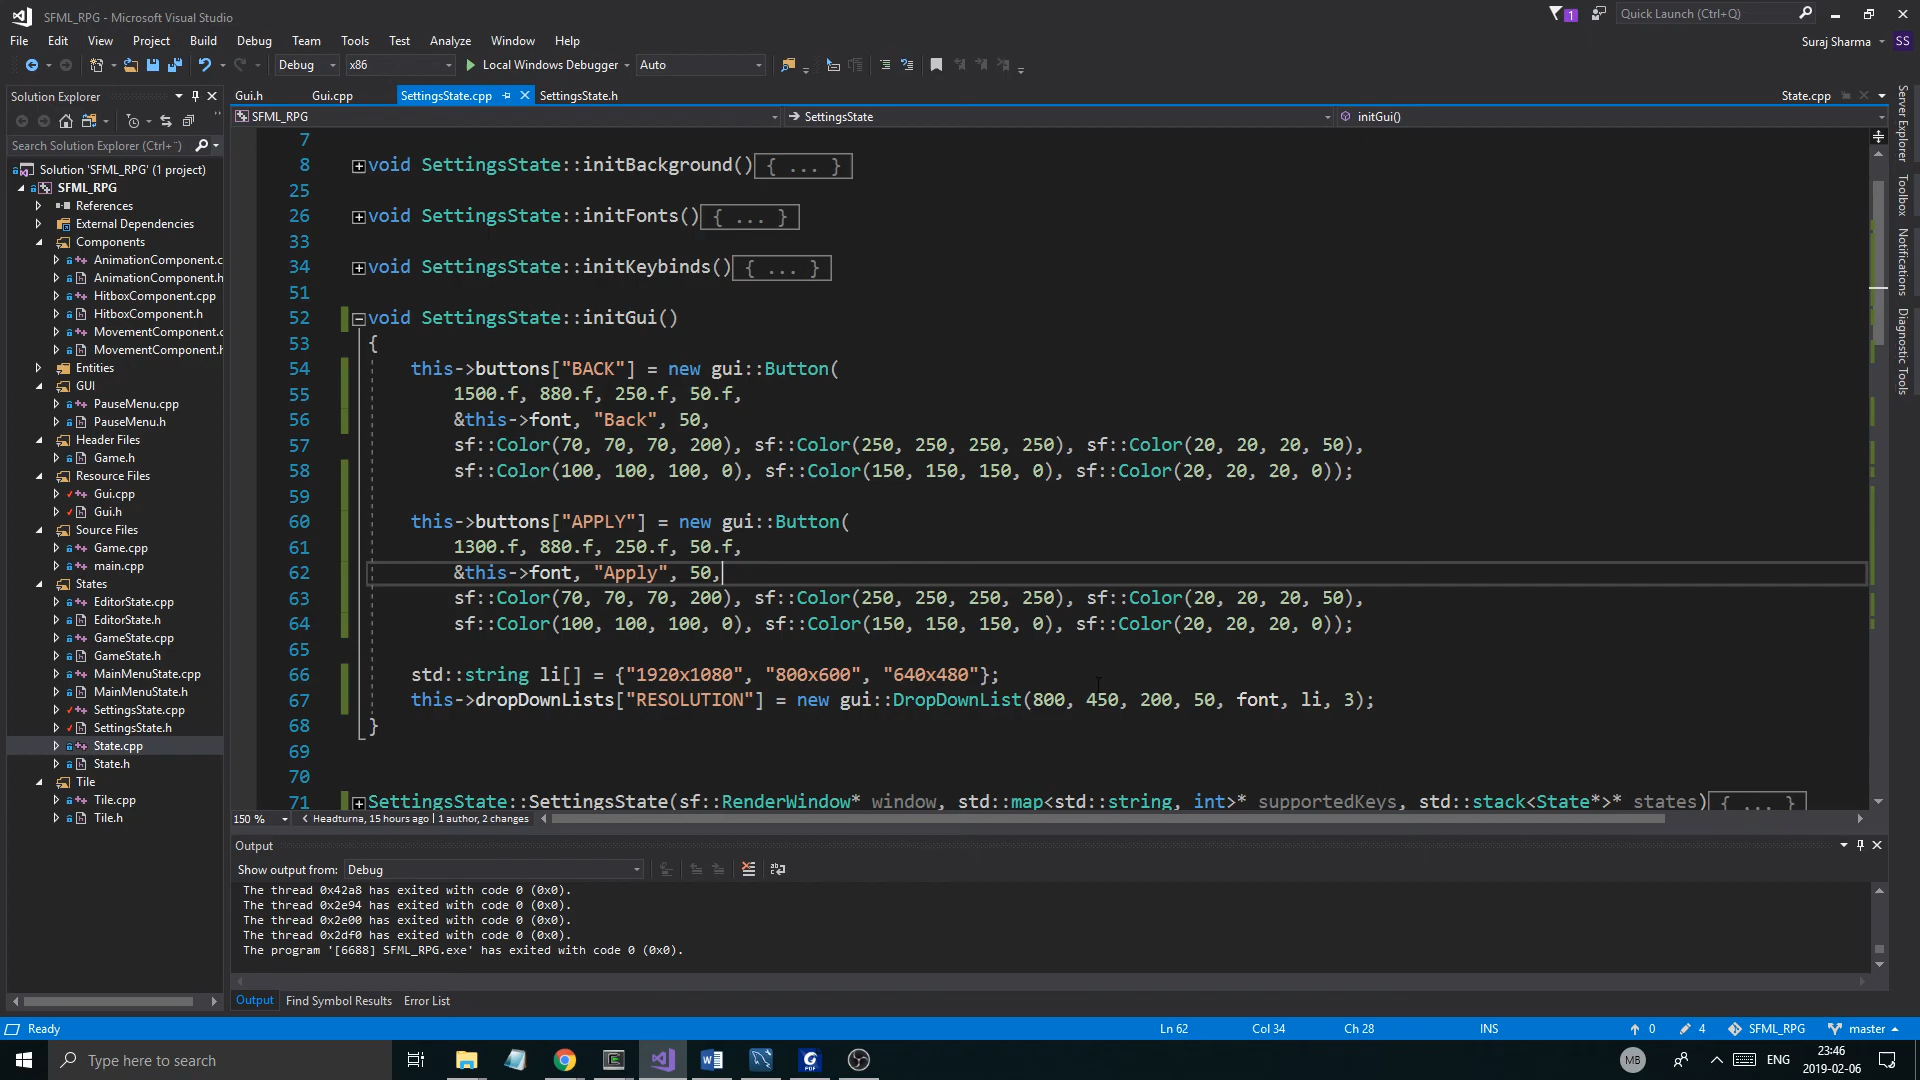 SFML_RPG - Microsoft Visual Studio
1
Quick Launch (Ctrl+Q)
File Edit View Project Build Debug Team Tools Test Analyze Window Help
Suraj Sharma SS
Debug x86 Local Windows Debugger Auto
Solution Explorer
Gui.h Gui.cpp SettingsState.cpp SettingsState.h State.cpp
SFML_RPG SettingsState initGui()
Search Solution Explorer (Ctrl+¨)
Solution 'SFML_RPG' (1 project)
SFML_RPG
References
External Dependencies
Components
AnimationComponent.c
AnimationComponent.h
HitboxComponent.cpp
HitboxComponent.h
MovementComponent.c
MovementComponent.h
Entities
GUI
PauseMenu.cpp
PauseMenu.h
Header Files
Game.h
Resource Files
Gui.cpp
Gui.h
Source Files
Game.cpp
main.cpp
States
EditorState.cpp
EditorState.h
GameState.cpp
GameState.h
MainMenuState.cpp
MainMenuState.h
SettingsState.cpp
SettingsState.h
State.cpp
State.h
Tile
Tile.cpp
Tile.h
7
8 void SettingsState::initBackground(){ ... }
25
26 void SettingsState::initFonts(){ ... }
33
34 void SettingsState::initKeybinds(){ ... }
51
52 void SettingsState::initGui()
53 {
54 this->buttons["BACK"] = new gui::Button(
55 1500.f, 880.f, 250.f, 50.f,
56 &this->font, "Back", 50,
57 sf::Color(70, 70, 70, 200), sf::Color(250, 250, 250, 250), sf::Color(20, 20, 20, 50),
58 sf::Color(100, 100, 100, 0), sf::Color(150, 150, 150, 0), sf::Color(20, 20, 20, 0));
59
60 this->buttons["APPLY"] = new gui::Button(
61 1300.f, 880.f, 250.f, 50.f,
62 &this->font, "Apply", 50,
63 sf::Color(70, 70, 70, 200), sf::Color(250, 250, 250, 250), sf::Color(20, 20, 20, 50),
64 sf::Color(100, 100, 100, 0), sf::Color(150, 150, 150, 0), sf::Color(20, 20, 20, 0));
65
66 std::string li[] = {"1920x1080", "800x600", "640x480"};
67 this->dropDownLists["RESOLUTION"] = new gui::DropDownList(800, 450, 200, 50, font, li, 3);
68 }
69
70
71 SettingsState::SettingsState(sf::RenderWindow* window, std::map<std::string, int>* supportedKeys, std::stack<State*>* states){ ... }
150 % Headturna, 15 hours ago | 1 author, 2 changes
Server Explorer
Toolbox
Notifications
Diagnostic Tools
Output
Show output from: Debug
The thread 0x42a8 has exited with code 0 (0x0).
The thread 0x2e94 has exited with code 0 (0x0).
The thread 0x2e00 has exited with code 0 (0x0).
The thread 0x2df0 has exited with code 0 (0x0).
The program '[6688] SFML_RPG.exe' has exited with code 0 (0x0).
Output Find Symbol Results Error List
Ready Ln 62 Col 34 Ch 28 INS 0 4 SFML_RPG master
Type here to search
MB ENG 23:46
2019-02-06